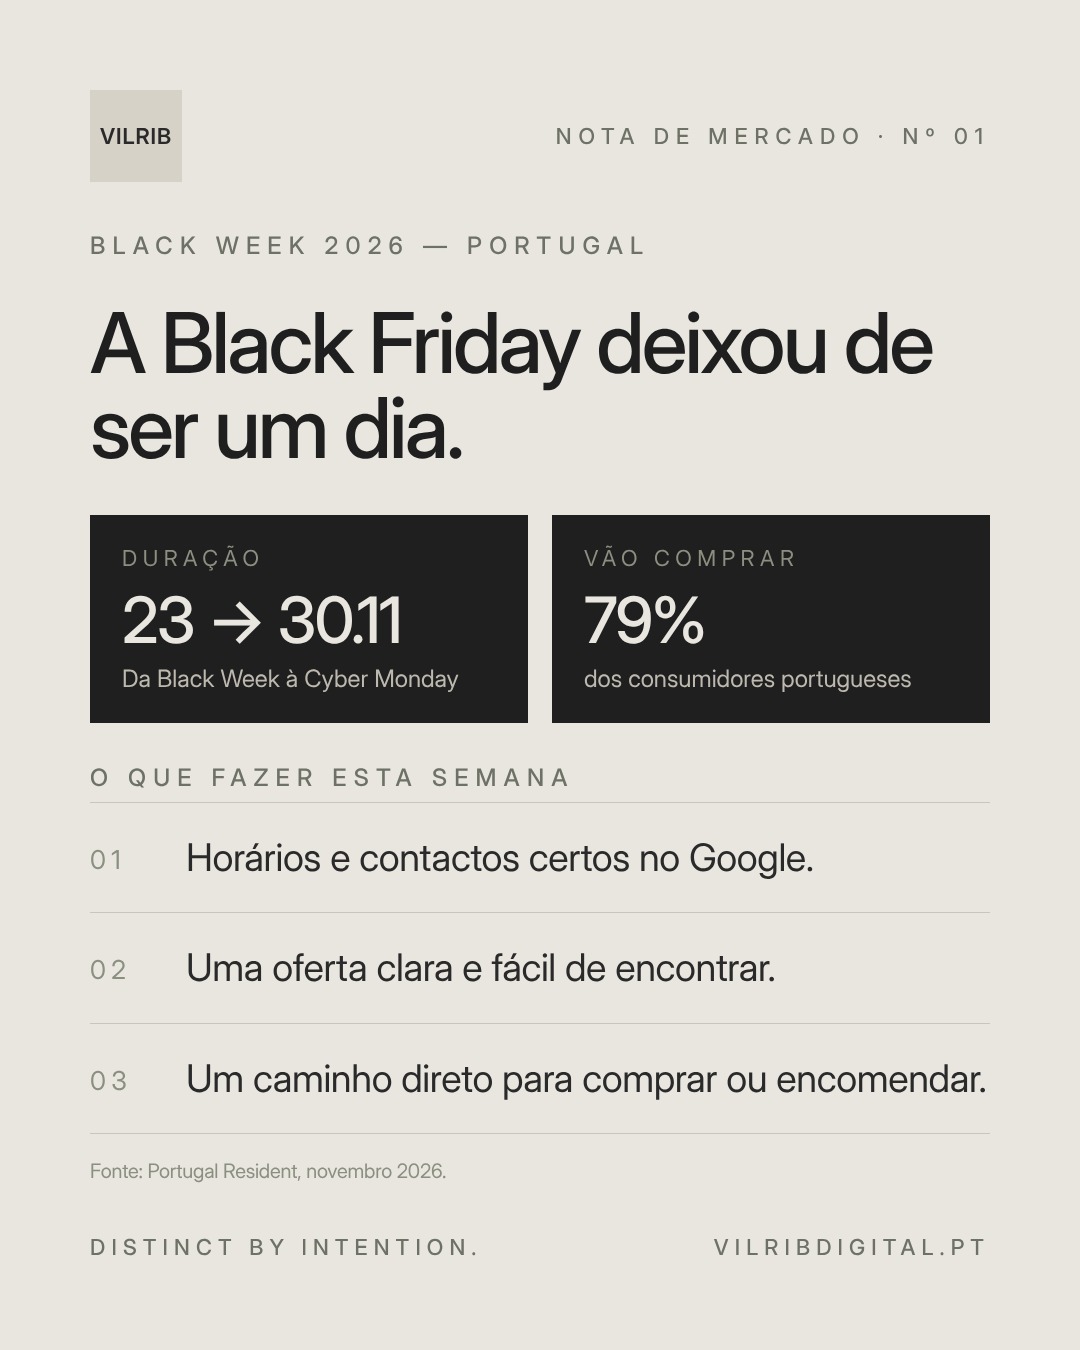 VILRIB
NOTA DE MERCADO · Nº 01
BLACK WEEK 2026 — PORTUGAL
A Black Friday deixou de
ser um dia.
DURAÇÃO
23 → 30.11
Da Black Week à Cyber Monday
VÃO COMPRAR
79%
dos consumidores portugueses
O QUE FAZER ESTA SEMANA
01 Horários e contactos certos no Google.
02 Uma oferta clara e fácil de encontrar.
03 Um caminho direto para comprar ou encomendar.
Fonte: Portugal Resident, novembro 2026.
DISTINCT BY INTENTION.
VILRIBDIGITAL.PT